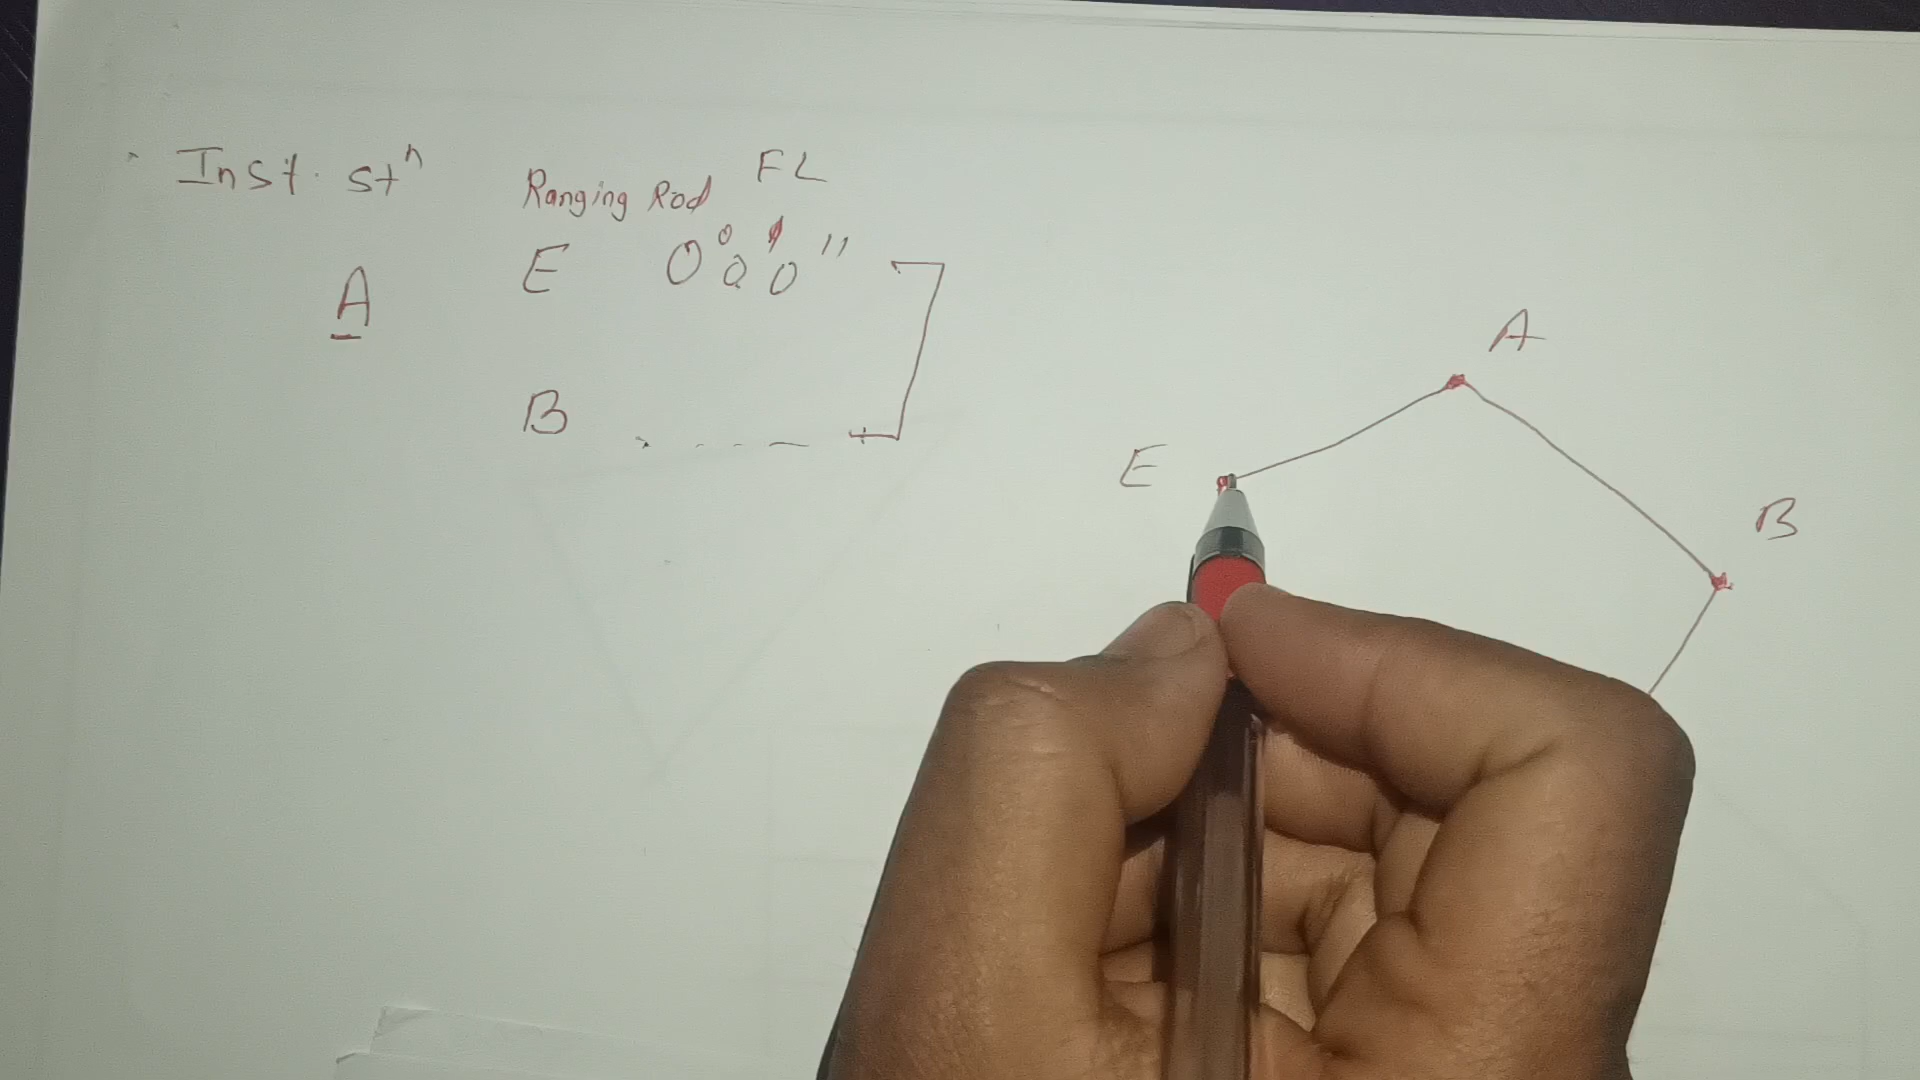 Inst. stⁿ Ranging Rod FL
A E 0° 0' 0"
B
A
E
B